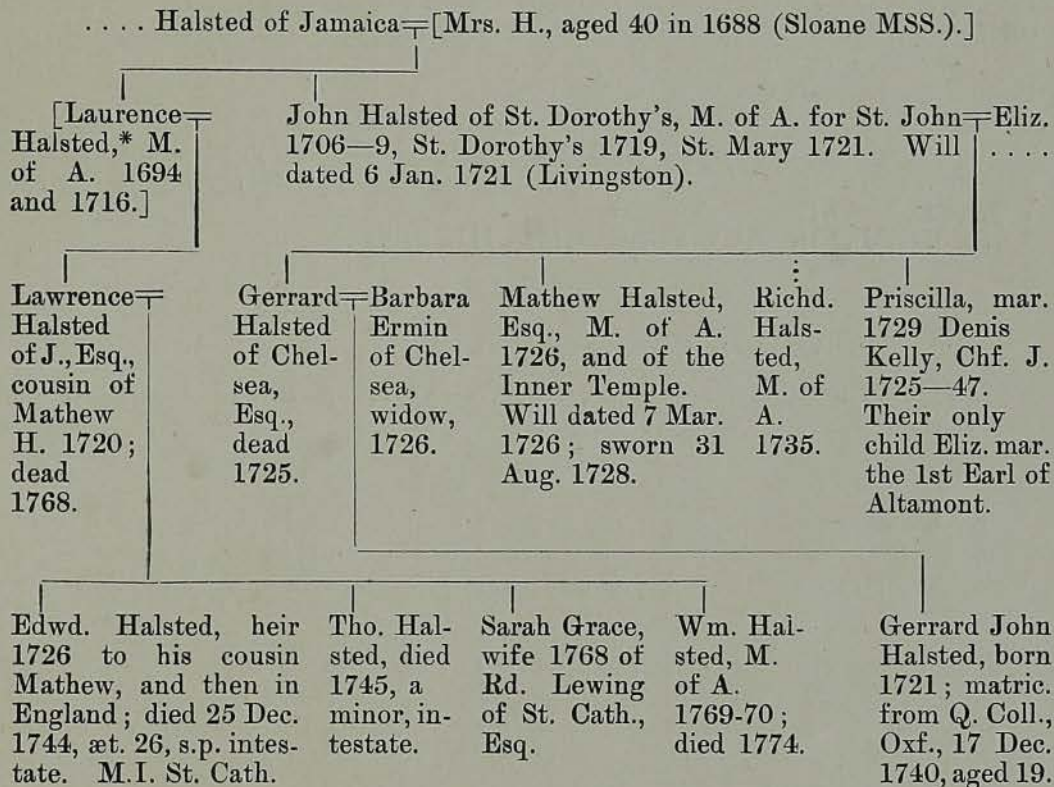 . . . . Halsted of Jamaica=[Mrs. H., aged 40 in 1688 (Sloane MSS.).]
[Laurence=
Halsted,* M.
of A. 1694
and 1716.]
John Halsted of St. Dorothy's, M. of A. for St. John=Eliz.
1706—9, St. Dorothy's 1719, St. Mary 1721. Will . . . .
dated 6 Jan. 1721 (Livingston).
Lawrence=
Halsted
of J., Esq.,
cousin of
Mathew
H. 1720;
dead
1768.
Gerrard=
Halsted
of Chel-
sea,
Esq.,
dead
1725.
Barbara
Ermin
of Chel-
sea,
widow,
1726.
Mathew Halsted,
Esq., M. of A.
1726, and of the
Inner Temple.
Will dated 7 Mar.
1726; sworn 31
Aug. 1728.
Richd.
Hals-
ted,
M. of
A.
1735.
Priscilla, mar.
1729 Denis
Kelly, Chf. J.
1725—47.
Their only
child Eliz. mar.
the 1st Earl of
Altamont.
Edwd. Halsted, heir
1726 to his cousin
Mathew, and then in
England; died 25 Dec.
1744, æt. 26, s.p. intes-
tate. M.I. St. Cath.
Tho. Hal-
sted, died
1745, a
minor, in-
testate.
Sarah Grace,
wife 1768 of
Rd. Lewing
of St. Cath.,
Esq.
Wm. Hal-
sted, M.
of A.
1769-70;
died 1774.
Gerrard John
Halsted, born
1721; matric.
from Q. Coll.,
Oxf., 17 Dec.
1740, aged 19.